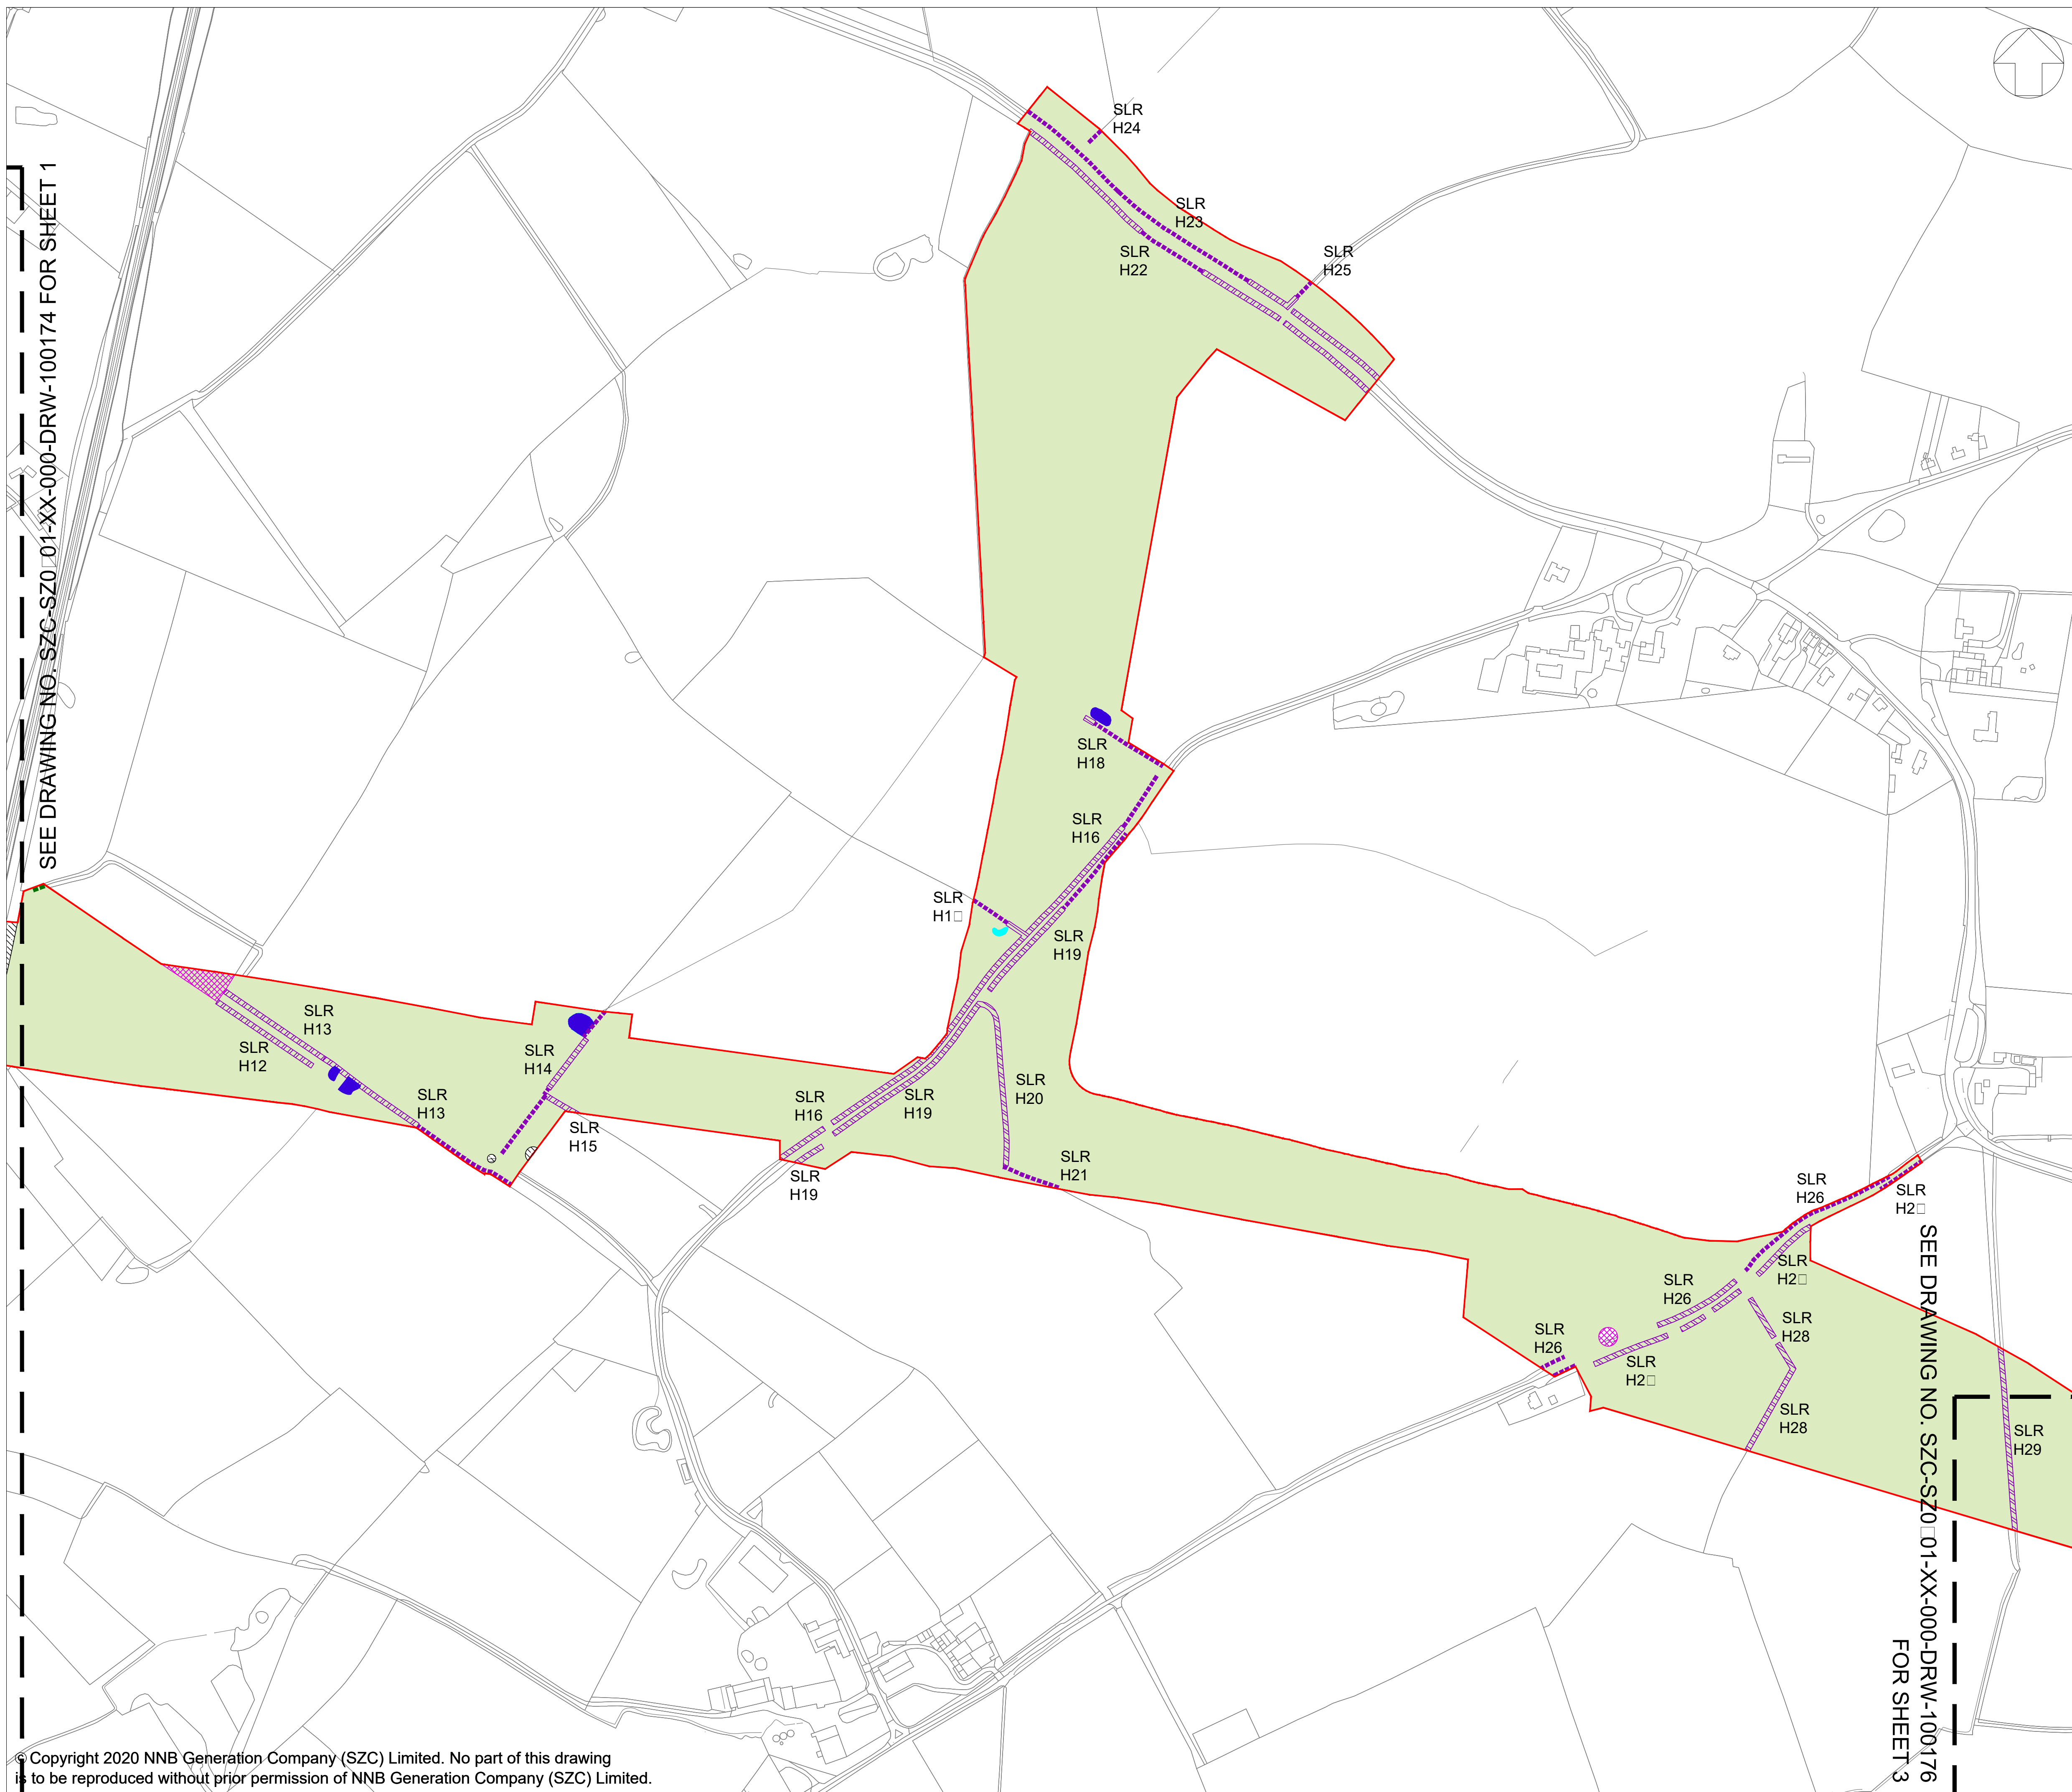 SLR
H24
SLR
H23
SLR
H22
SLR
H25
SEE DRAWING NO. SZC-SZ0□01-XX-000-DRW-100174 FOR SHEET 1
SLR
H18
SLR
H16
SLR
H1□
SLR
H19
SLR
H13
SLR
H12
SLR
H14
SLR
H13
SLR
H15
SLR
H16
SLR
H19
SLR
H20
SLR
H19
SLR
H21
SLR
H26
SLR
H2□
SLR
H2□
SLR
H26
SLR
H28
SLR
H26
SLR
H2□
SLR
H28
SLR
H29
SEE DRAWING NO. SZC-SZ0□01-XX-000-DRW-100176
FOR SHEET 3
© Copyright 2020 NNB Generation Company (SZC) Limited. No part of this drawing
is to be reproduced without prior permission of NNB Generation Company (SZC) Limited.